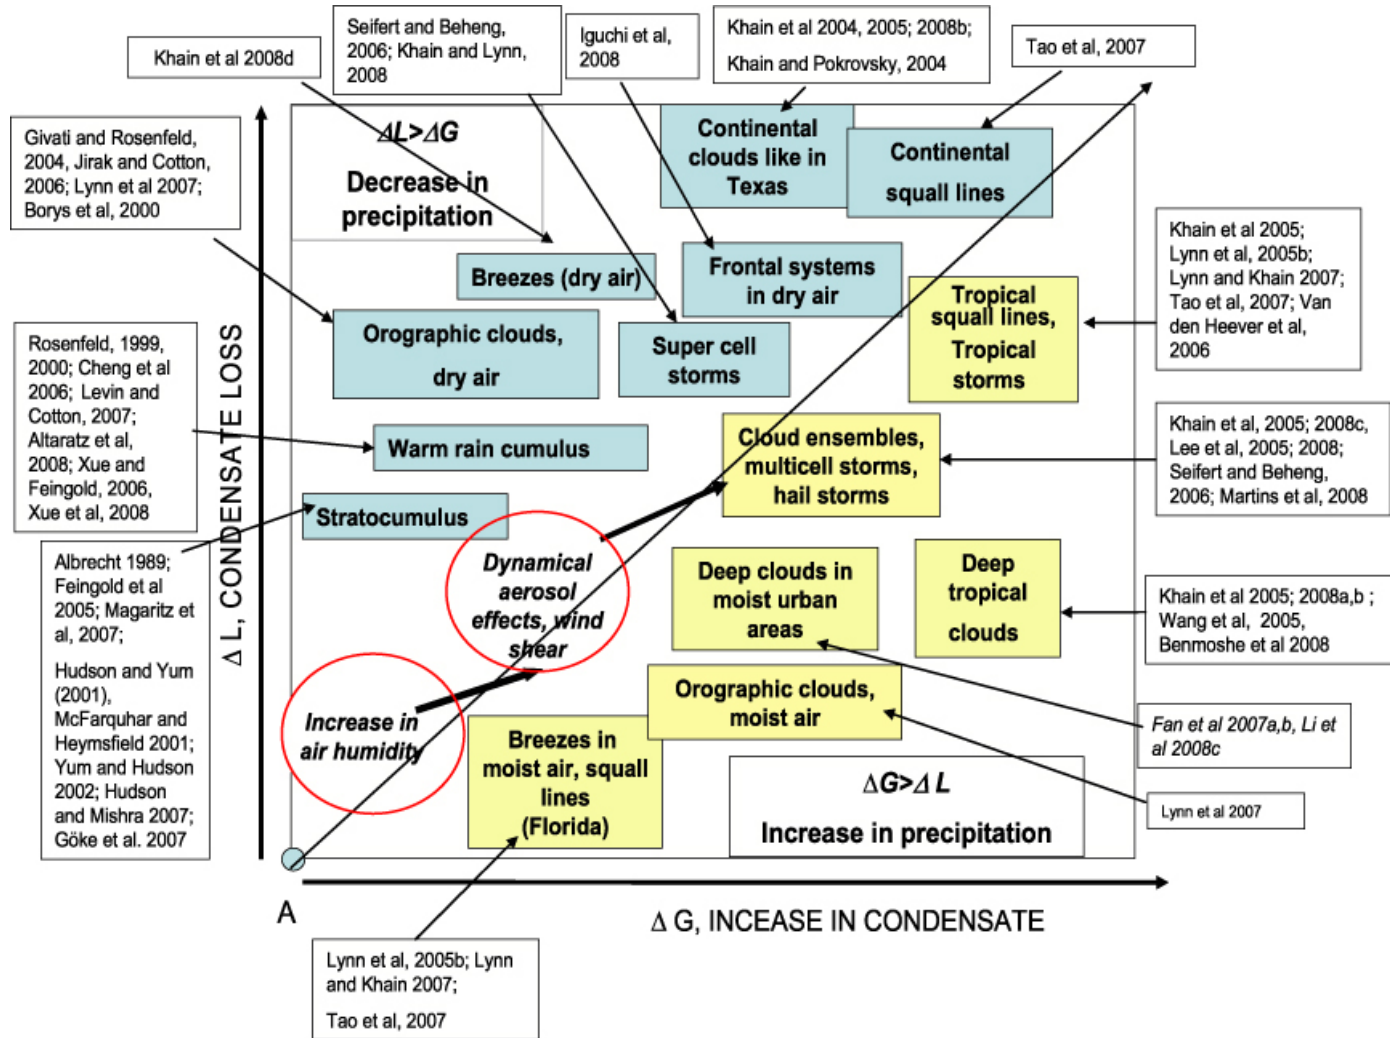 Khain et al 2008d
Seifert and Beheng,
2006; Khain and Lynn,
2008
Iguchi et al,
2008
Khain et al 2004, 2005; 2008b;
Khain and Pokrovsky, 2004
Tao et al, 2007
Givati and Rosenfeld,
2004, Jirak and Cotton,
2006; Lynn et al 2007;
Borys et al, 2000
ΔL>ΔG
Decrease in
precipitation
Continental
clouds like in
Texas
Continental
squall lines
Khain et al 2005;
Lynn et al, 2005b;
Lynn and Khain 2007;
Tao et al, 2007; Van
den Heever et al,
2006
Breezes (dry air)
Frontal systems
in dry air
Tropical
squall lines,
Tropical
storms
Orographic clouds,
dry air
Super cell
storms
Rosenfeld, 1999,
2000; Cheng et al
2006; Levin and
Cotton, 2007;
Altaratz et al,
2008; Xue and
Feingold, 2006,
Xue et al, 2008
Warm rain cumulus
Cloud ensembles,
multicell storms,
hail storms
Khain et al, 2005; 2008c,
Lee et al, 2005; 2008;
Seifert and Beheng,
2006; Martins et al, 2008
Stratocumulus
Δ L, CONDENSATE LOSS
Albrecht 1989;
Feingold et al
2005; Magaritz et
al, 2007;
Hudson and Yum
(2001),
McFarquhar and
Heymsfield 2001;
Yum and Hudson
2002; Hudson
and Mishra 2007;
Göke et al. 2007
Dynamical
aerosol
effects, wind
shear
Deep clouds in
moist urban
areas
Deep
tropical
clouds
Khain et al 2005; 2008a,b ;
Wang et al, 2005,
Benmoshe et al 2008
Increase in
air humidity
Orographic clouds,
moist air
Fan et al 2007a,b, Li et
al 2008c
Breezes in
moist air, squall
lines
(Florida)
ΔG>Δ L
Increase in precipitation
Lynn et al 2007
A
Δ G, INCEASE IN CONDENSATE
Lynn et al, 2005b; Lynn
and Khain 2007;
Tao et al, 2007